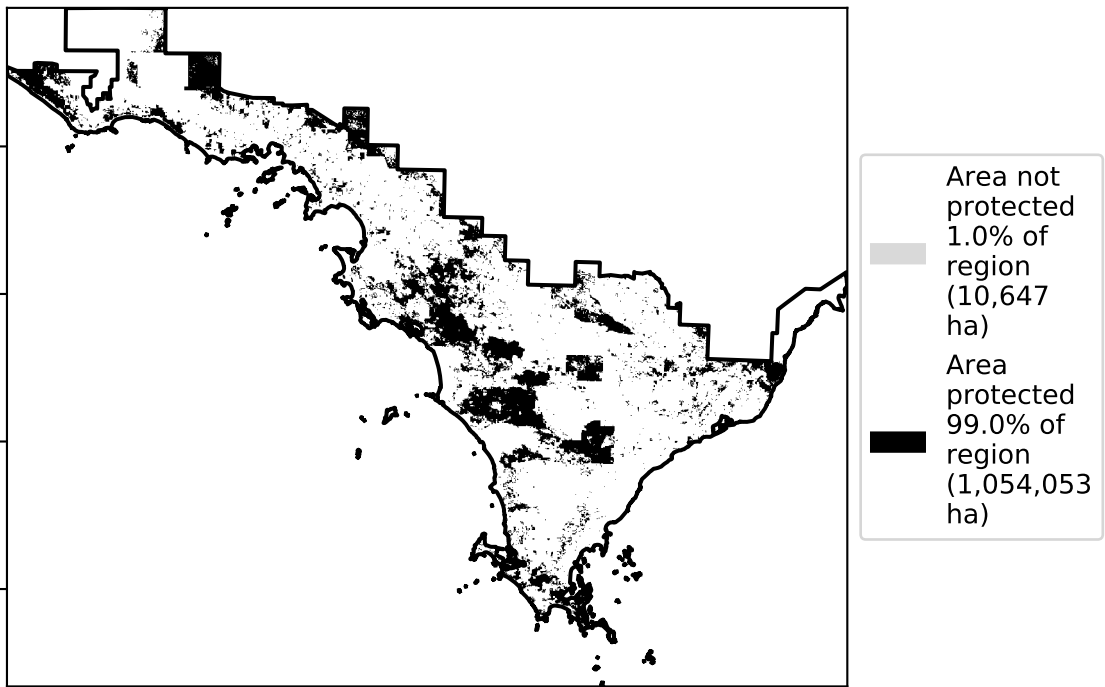 Area not
protected
1.0% of
region
(10,647
ha)
Area
protected
99.0% of
region
(1,054,053
ha)